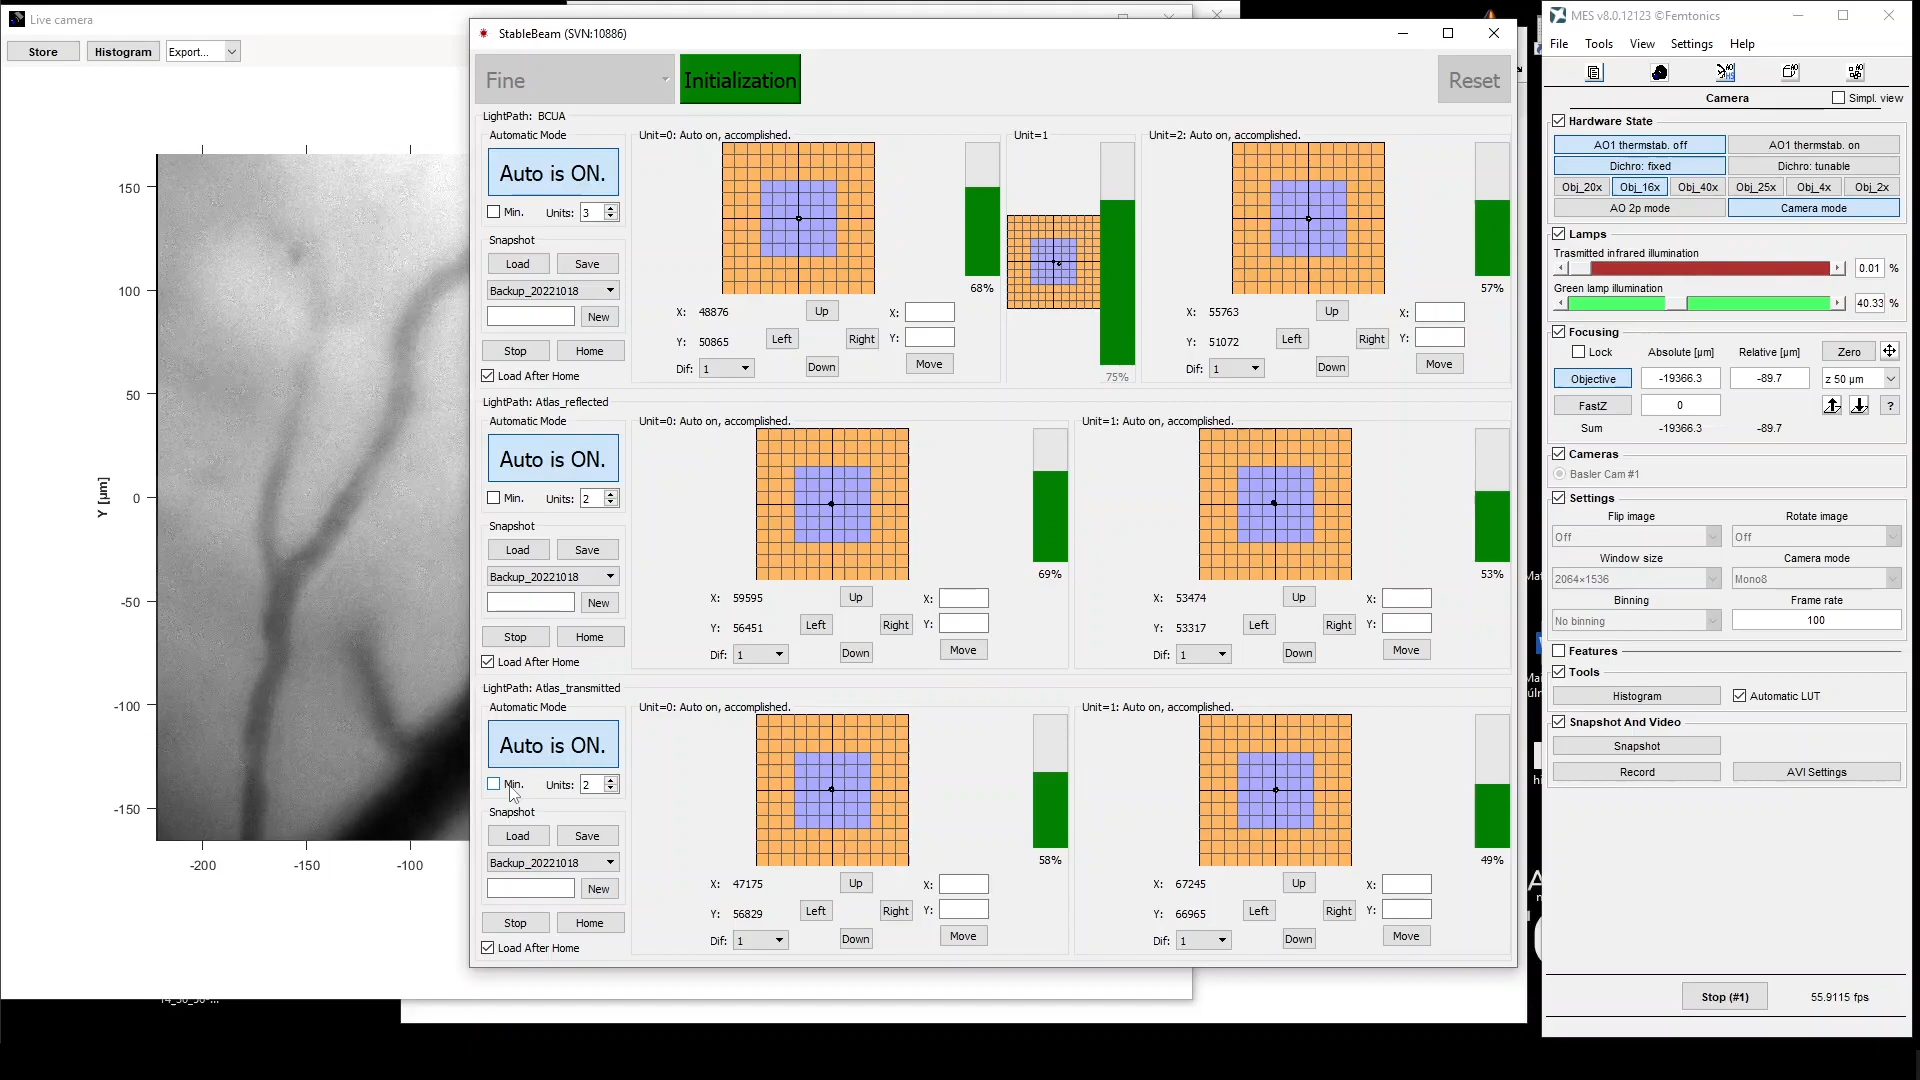 Live camera
Store
Histogram
Export...
150
100
50
0
-50
-100
-150
Y [µm]
-200
-150
-100
StableBeam (SVN:10886)
Fine
Initialization
Reset
LightPath: BCUA
Automatic Mode
Auto is ON.
Min.
Units:
3
Snapshot
Load
Save
Backup_20221018
New
Stop
Home
Load After Home
Unit=0: Auto on, accomplished.
68%
X: 48876
Y: 50865
Dif: 1
Up
Left
Right
Down
X:
Y:
Move
Unit=1
75%
Unit=2: Auto on, accomplished.
57%
X: 55763
Y: 51072
Dif: 1
Up
Left
Right
Down
X:
Y:
Move
LightPath: Atlas_reflected
Automatic Mode
Auto is ON.
Min.
Units:
2
Snapshot
Load
Save
Backup_20221018
New
Stop
Home
Load After Home
Unit=0: Auto on, accomplished.
69%
X: 59595
Y: 56451
Dif: 1
Up
Left
Right
Down
X:
Y:
Move
Unit=1: Auto on, accomplished.
53%
X: 53474
Y: 53317
Dif: 1
Up
Left
Right
Down
X:
Y:
Move
LightPath: Atlas_transmitted
Automatic Mode
Auto is ON.
Min.
Units:
2
Snapshot
Load
Save
Backup_20221018
New
Stop
Home
Load After Home
Unit=0: Auto on, accomplished.
58%
X: 47175
Y: 56829
Dif: 1
Up
Left
Right
Down
X:
Y:
Move
Unit=1: Auto on, accomplished.
49%
X: 67245
Y: 66965
Dif: 1
Up
Left
Right
Down
X:
Y:
Move
MES v8.0.12123 ©Femtonics
File
Tools
View
Settings
Help
Camera
Simpl. view
Hardware State
AO1 thermstab. off
AO1 thermstab. on
Dichro: fixed
Dichro: tunable
Obj_20x
Obj_16x
Obj_40x
Obj_25x
Obj_4x
Obj_2x
AO 2p mode
Camera mode
Lamps
Trasmitted infrared illumination
0.01 %
Green lamp illumination
40.33 %
Focusing
Lock
Absolute [µm]
Relative [µm]
Zero
Objective
-19366.3
-89.7
z 50 µm
FastZ
0
?
Sum
-19366.3
-89.7
Cameras
Basler Cam #1
Settings
Flip image
Rotate image
Off
Off
Window size
Camera mode
2064×1536
Mono8
Binning
Frame rate
No binning
100
Features
Tools
Histogram
Automatic LUT
Snapshot And Video
Snapshot
Record
AVI Settings
Stop (#1)
55.9115 fps